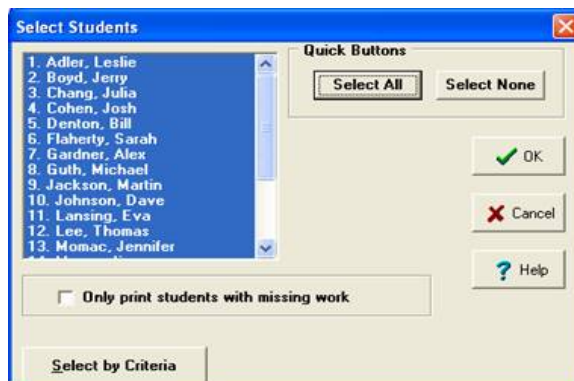 Select Students
1. Adler, Leslie
2. Boyd, Jerry
3. Chang, Julia
4. Cohen, Josh
5. Denton, Bill
6. Flaherty, Sarah
7. Gardner, Alex
8. Guth, Michael
9. Jackson, Martin
10. Johnson, Dave
11. Lansing, Eva
12. Lee, Thomas
13. Momac, Jennifer
Quick Buttons
Select All
Select None
OK
Cancel
? Help
Only print students with missing work
Select by Criteria